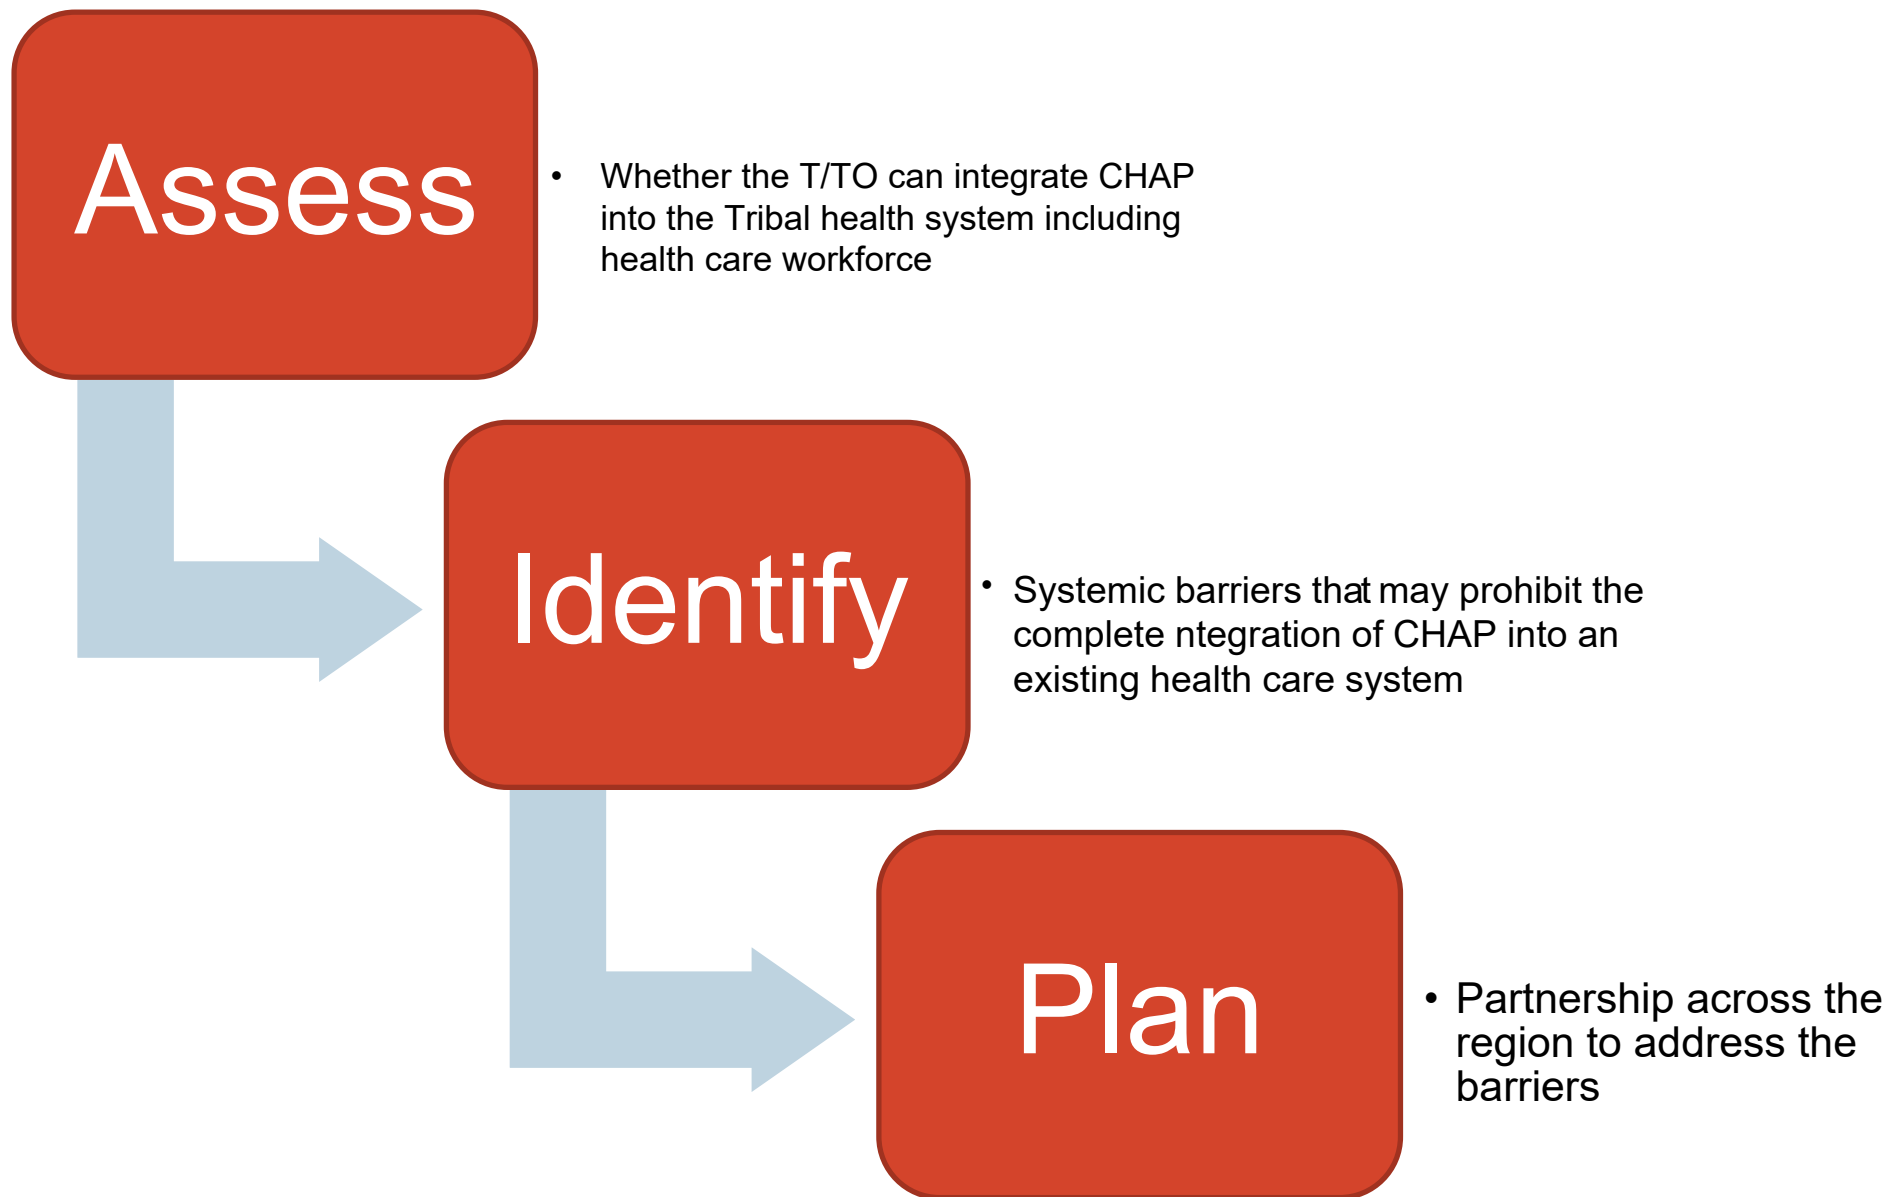 Assess
• Whether the T/TO can integrate CHAP
into the Tribal health system including
health care workforce
Identify
• Systemic barriers that may prohibit the
complete ntegration of CHAP into an
existing health care system
Plan
• Partnership across the
region to address the
barriers